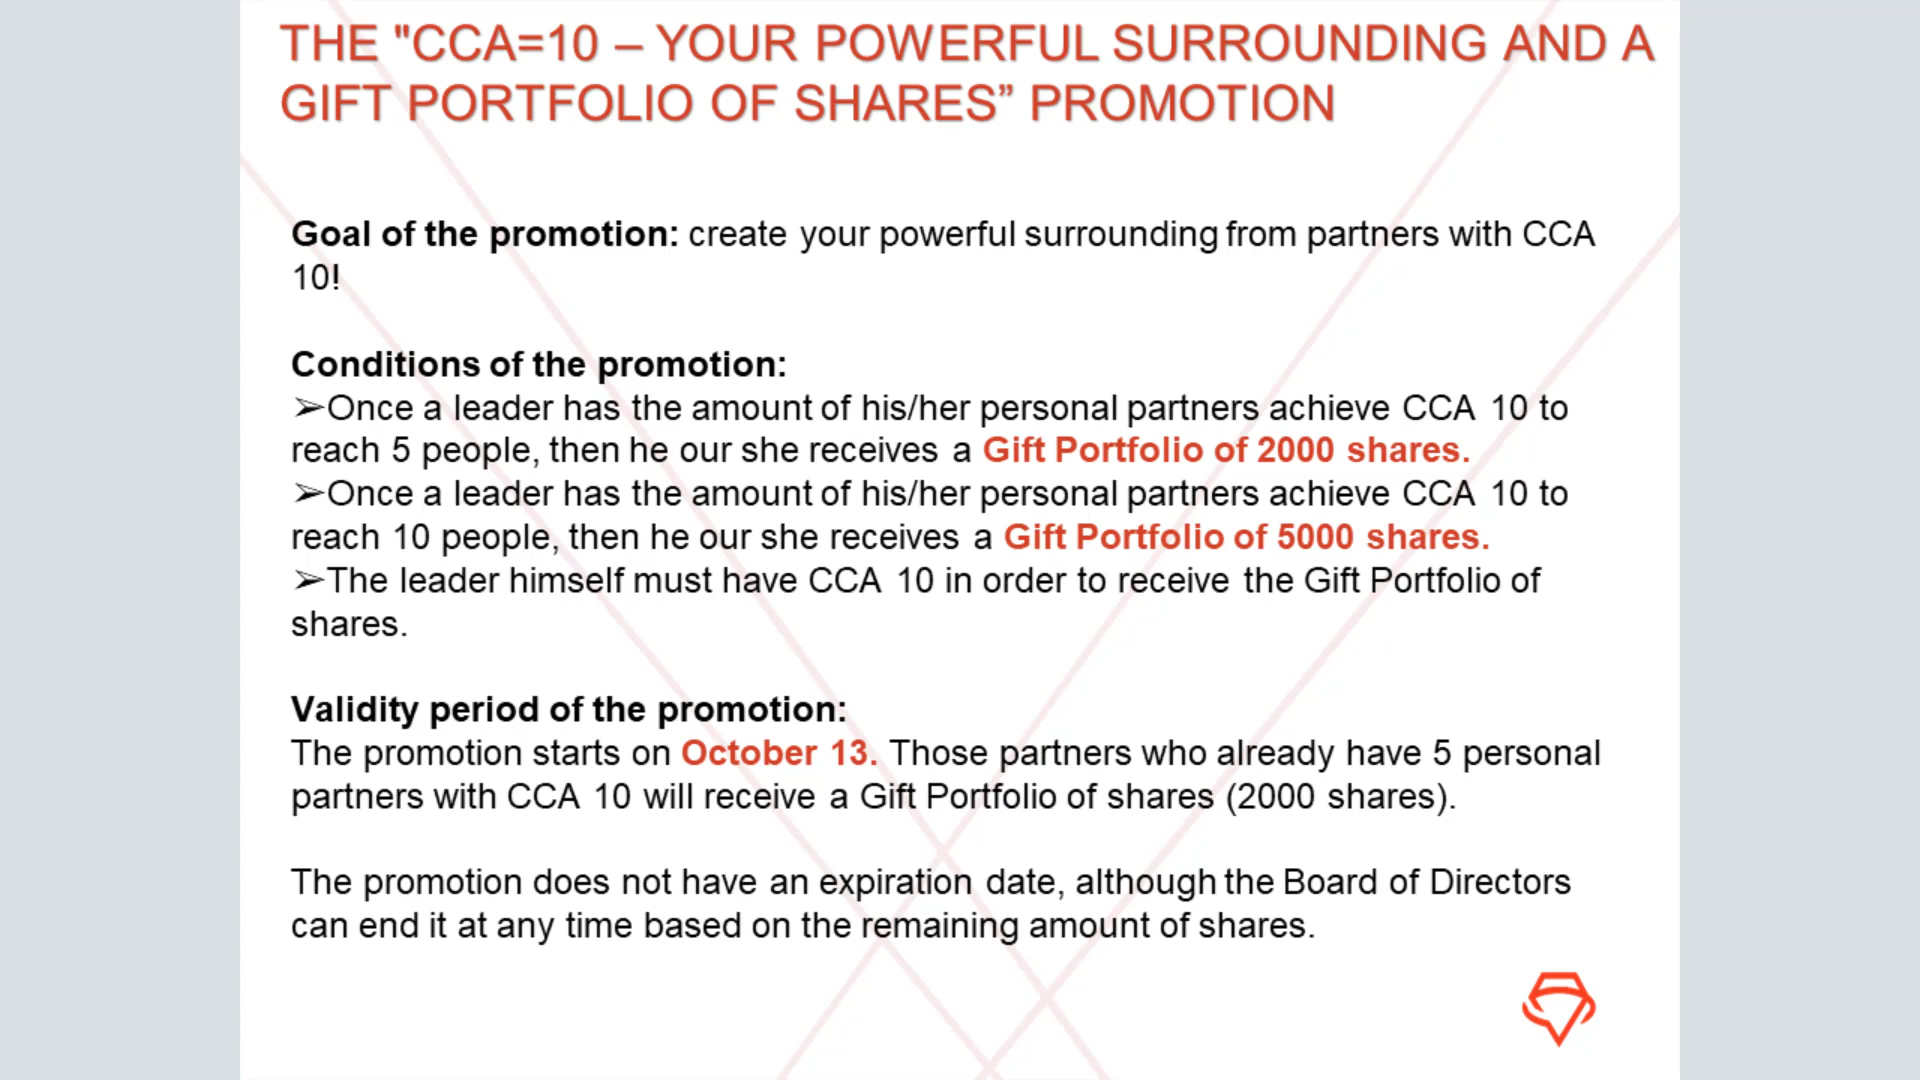 THE "CCA=10 – YOUR POWERFUL SURROUNDING AND A
GIFT PORTFOLIO OF SHARES” PROMOTION
Goal of the promotion: create your powerful surrounding from partners with CCA
10!
Conditions of the promotion:
➢Once a leader has the amount of his/her personal partners achieve CCA 10 to
reach 5 people, then he our she receives a Gift Portfolio of 2000 shares.
➢Once a leader has the amount of his/her personal partners achieve CCA 10 to
reach 10 people, then he our she receives a Gift Portfolio of 5000 shares.
➢The leader himself must have CCA 10 in order to receive the Gift Portfolio of
shares.
Validity period of the promotion:
The promotion starts on October 13. Those partners who already have 5 personal
partners with CCA 10 will receive a Gift Portfolio of shares (2000 shares).
The promotion does not have an expiration date, although the Board of Directors
can end it at any time based on the remaining amount of shares.